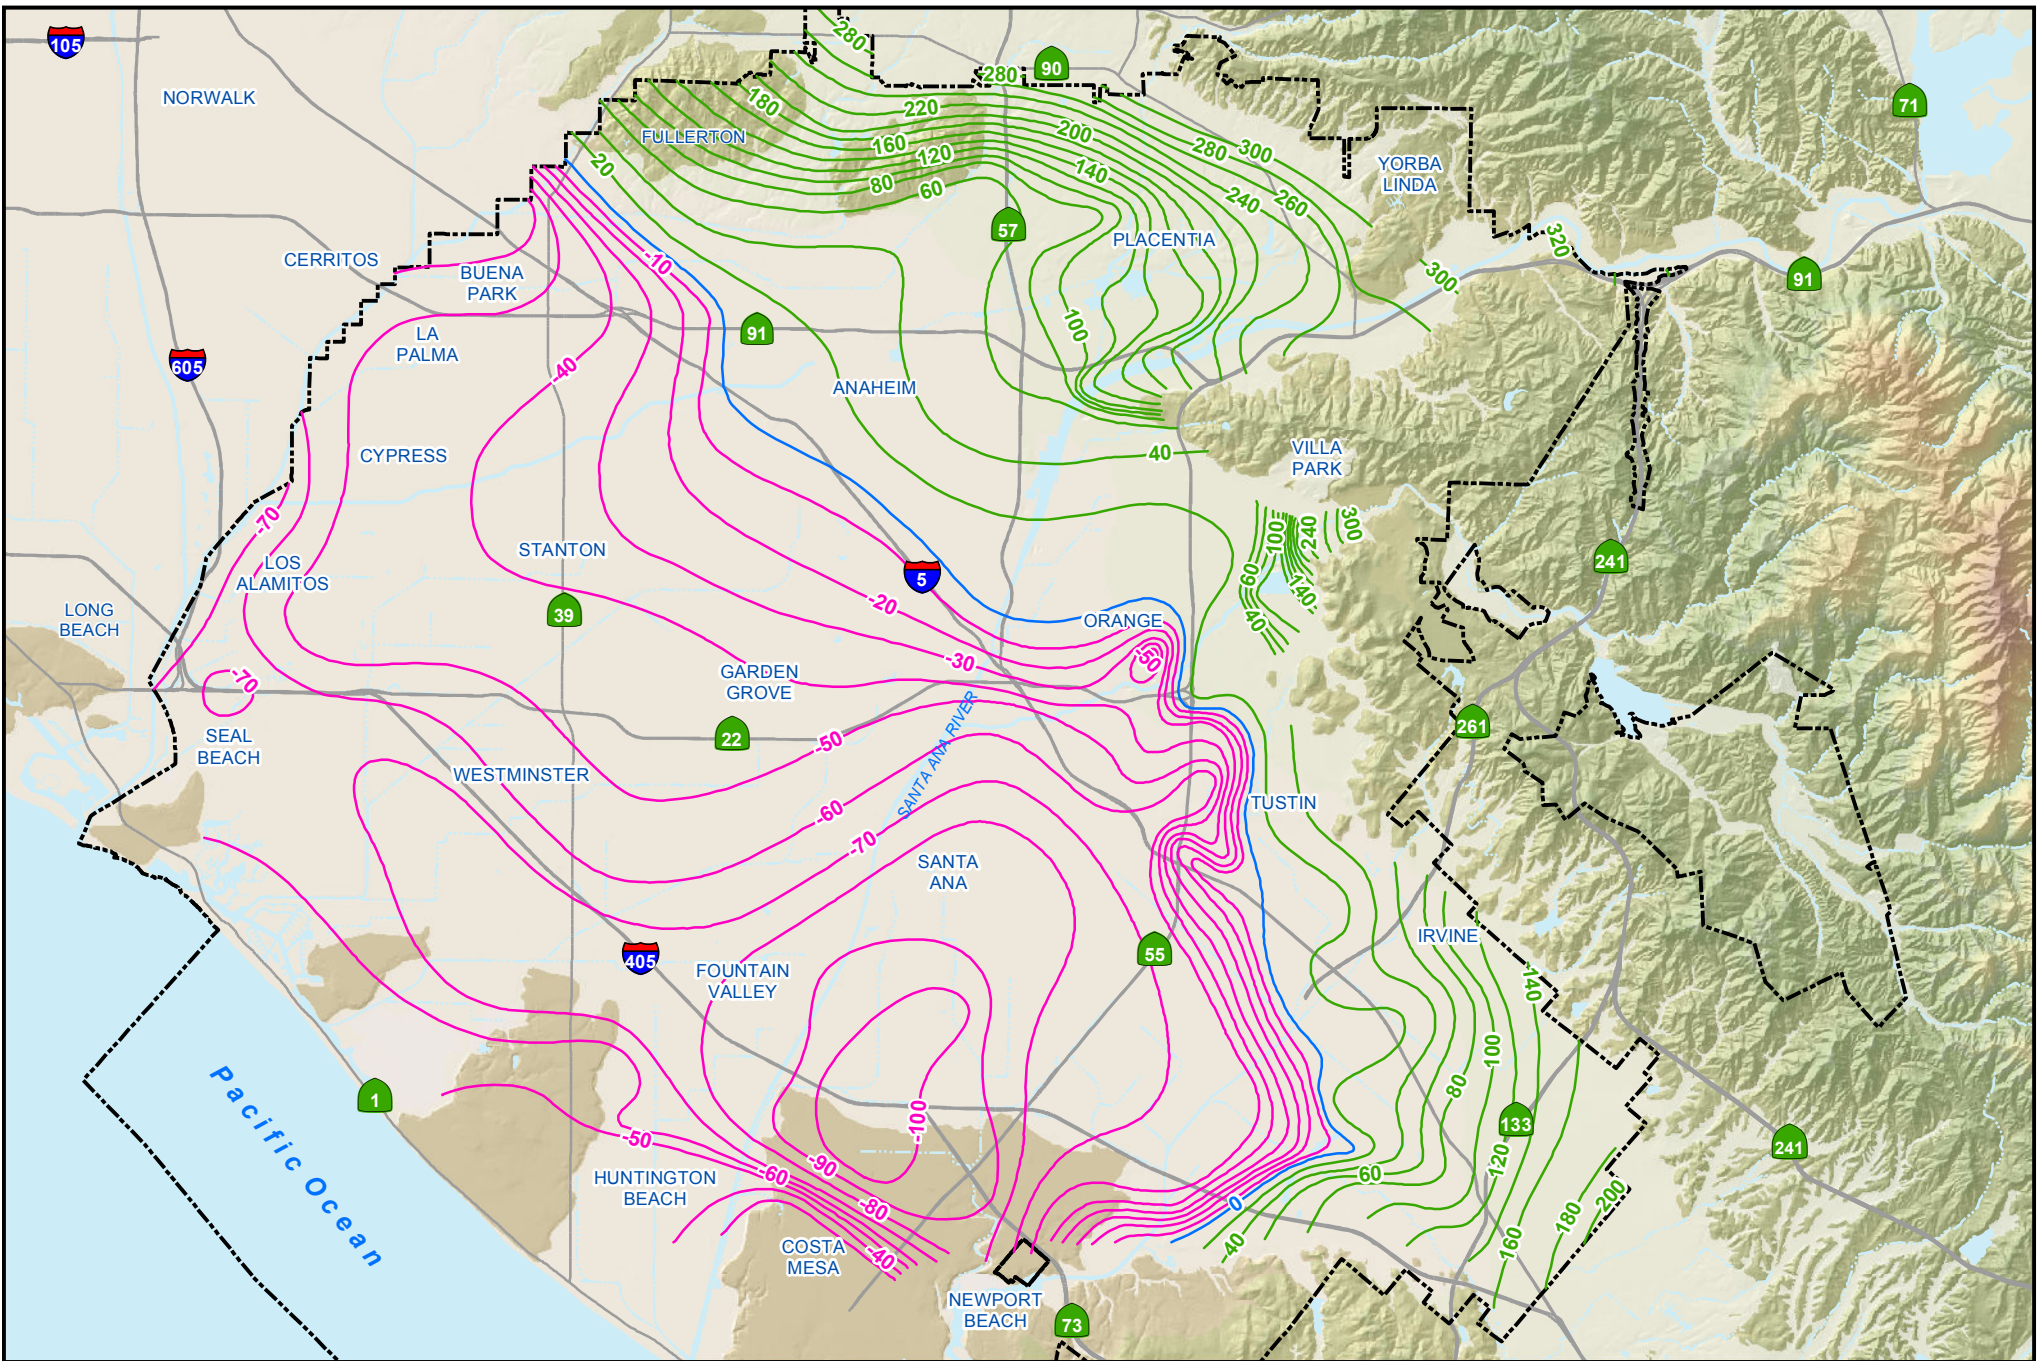 105
NORWALK
280
280
90
71
180
220
FULLERTON
160
200
120
140
280
300
20
80
60
240
260
YORBA
LINDA
57
PLACENTIA
320
CERRITOS
-10
300
91
BUENA
PARK
91
100
LA
PALMA
605
-40
ANAHEIM
CYPRESS
40
VILLA
PARK
-70
100
240
300
STANTON
LOS
ALAMITOS
5
60
140
241
LONG
BEACH
39
-20
ORANGE
40
-30
-50
GARDEN
GROVE
-70
SEAL
BEACH
22
-50
SANTA ANA RIVER
261
WESTMINSTER
-60
TUSTIN
-70
SANTA
ANA
IRVINE
405
FOUNTAIN
VALLEY
55
140
100
80
Pacific Ocean
1
-100
133
-50
241
-90
120
HUNTINGTON
BEACH
-60
60
-80
0
180
200
COSTA
MESA
-40
40
160
NEWPORT
BEACH
73